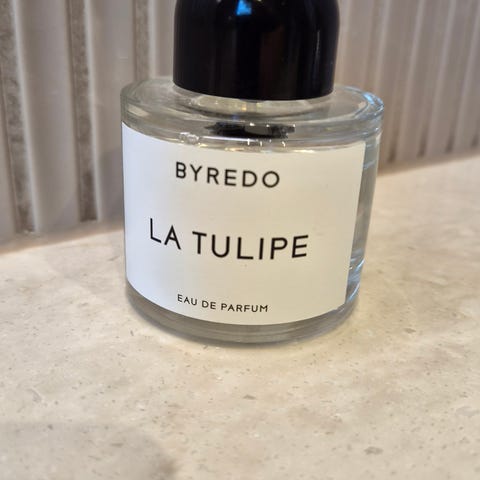 BYREDO
LA TULIPE
EAU DE PARFUM